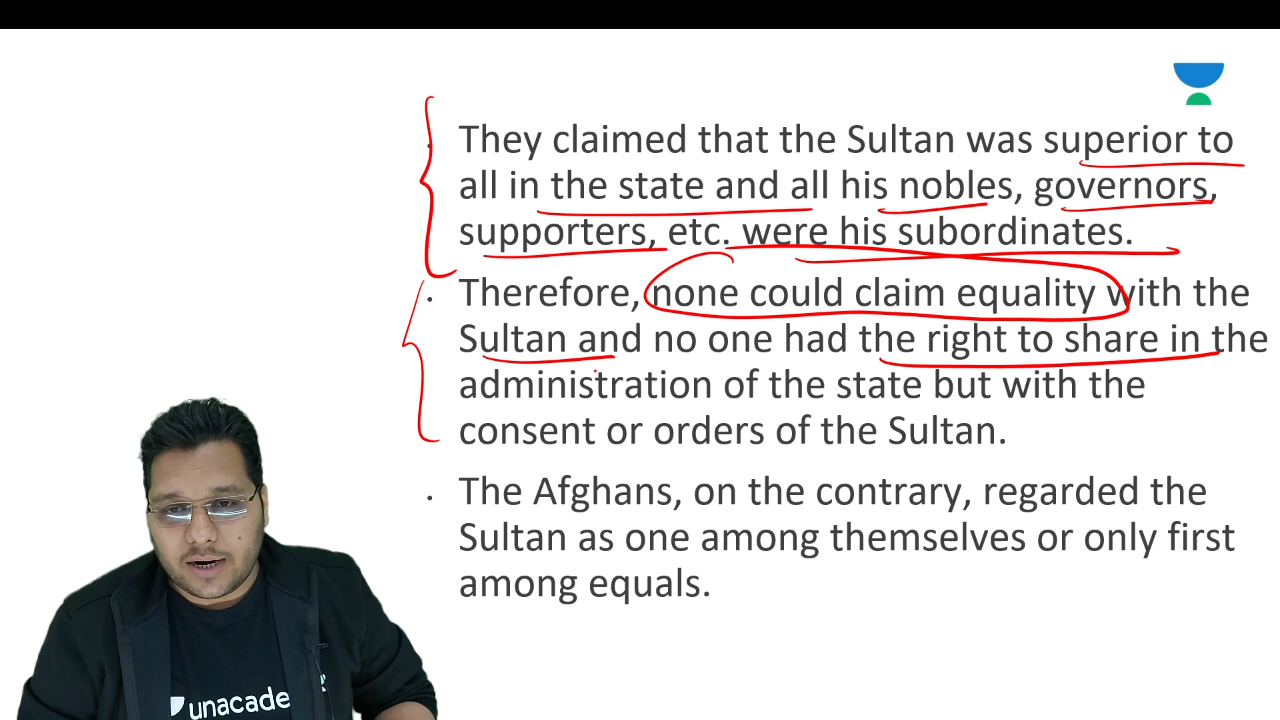 They claimed that the Sultan was superior to
all in the state and all his nobles, governors,
supporters, etc. were his subordinates.
Therefore, none could claim equality with the
Sultan and no one had the right to share in the
administration of the state but with the
consent or orders of the Sultan.
The Afghans, on the contrary, regarded the
Sultan as one among themselves or only first
among equals.
unacade